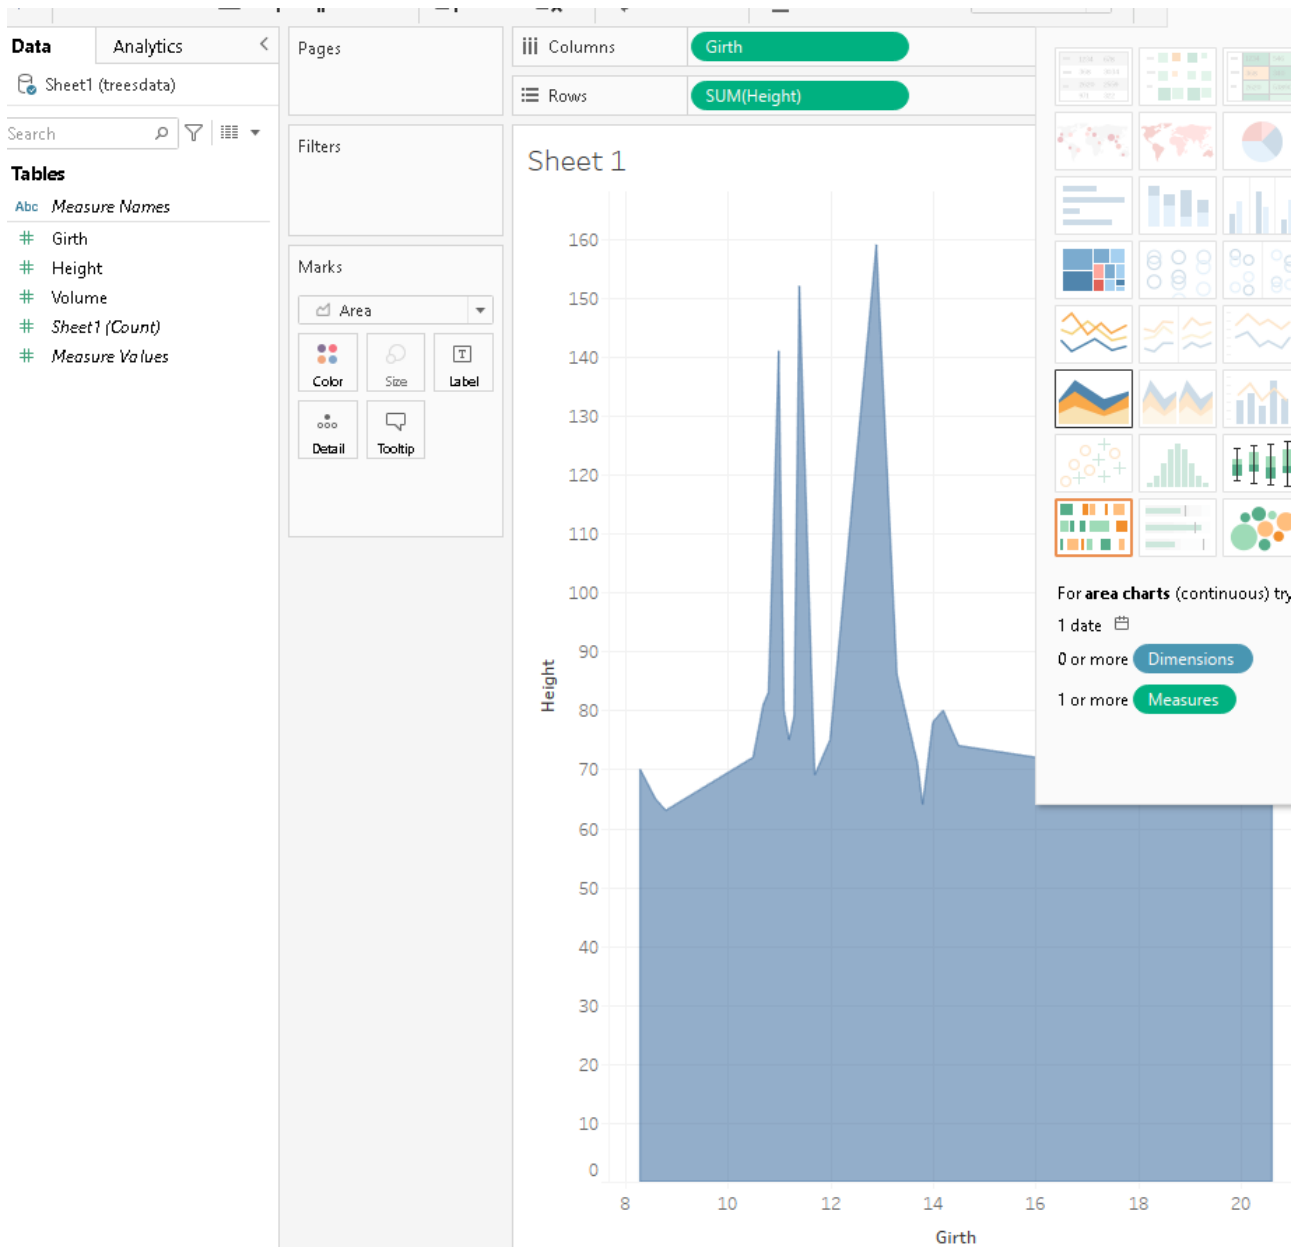 Data
Analytics
Sheet1 (treesdata)
Search
Tables
Abc Measure Names
Girth
Height
Volume
Sheet1 (Count)
Measure Values
Pages
Filters
Marks
Area
Color
Size
Label
Detail
Tooltip
Columns
Girth
Rows
SUM(Height)
Sheet 1
160
150
140
130
120
110
100
90
80
70
60
50
40
30
20
10
0
Height
8 10 12 14 16 18 20
Girth
For area charts (continuous) try
1 date
0 or more Dimensions
1 or more Measures